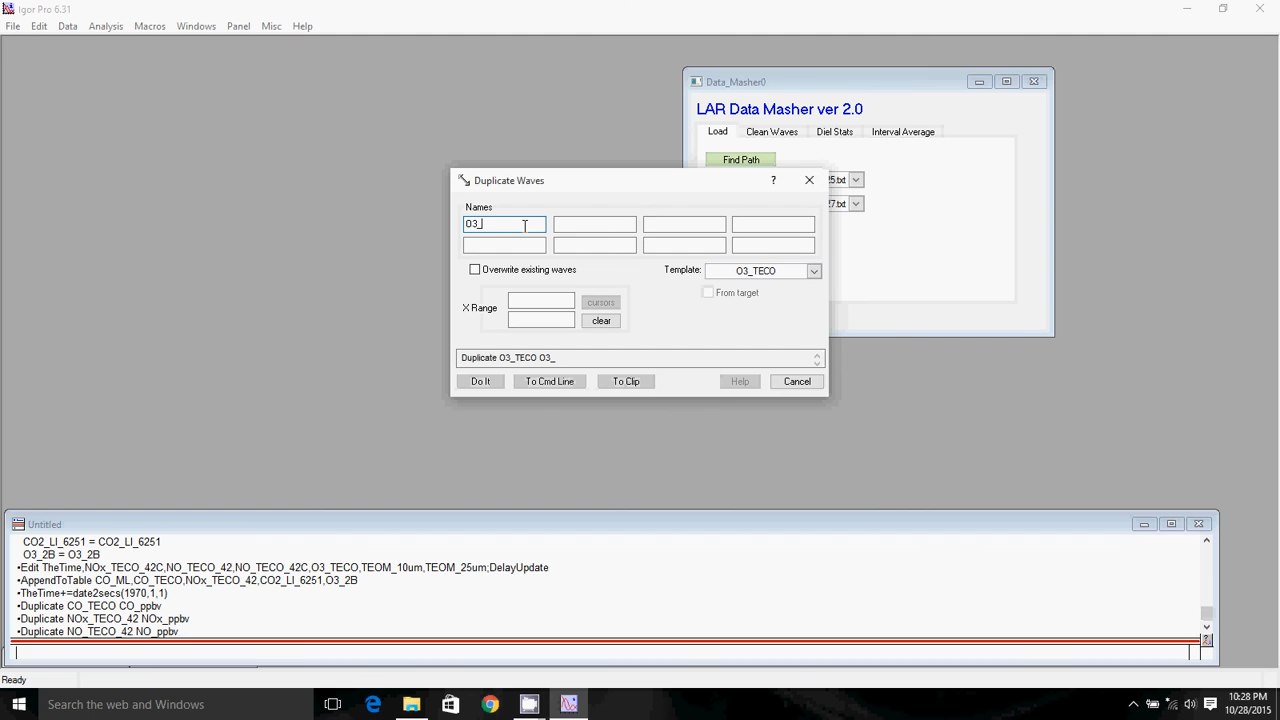 Igor Pro 6.31
File Edit Data Analysis Macros Windows Panel Misc Help
Data_Masher0
LAR Data Masher ver 2.0
Load Clean Waves Diel Stats Interval Average
Find Path
25.txt
27.txt
Duplicate Waves
?
Names
O3_
Overwrite existing waves
Template: O3_TECO
From target
X Range
cursors
clear
Duplicate O3_TECO O3_
Do It To Cmd Line To Clip Help Cancel
Untitled
CO2_LI_6251 = CO2_LI_6251
O3_2B = O3_2B
•Edit TheTime,NOx_TECO_42C,NO_TECO_42,NO_TECO_42C,O3_TECO,TEOM_10um,TEOM_25um;DelayUpdate
•AppendToTable CO_ML,CO_TECO,NOx_TECO_42,CO2_LI_6251,O3_2B
•TheTime+=date2secs(1970,1,1)
•Duplicate CO_TECO CO_ppbv
•Duplicate NOx_TECO_42 NOx_ppbv
•Duplicate NO_TECO_42 NO_ppbv
Ready
Search the web and Windows
10:28 PM
10/28/2015